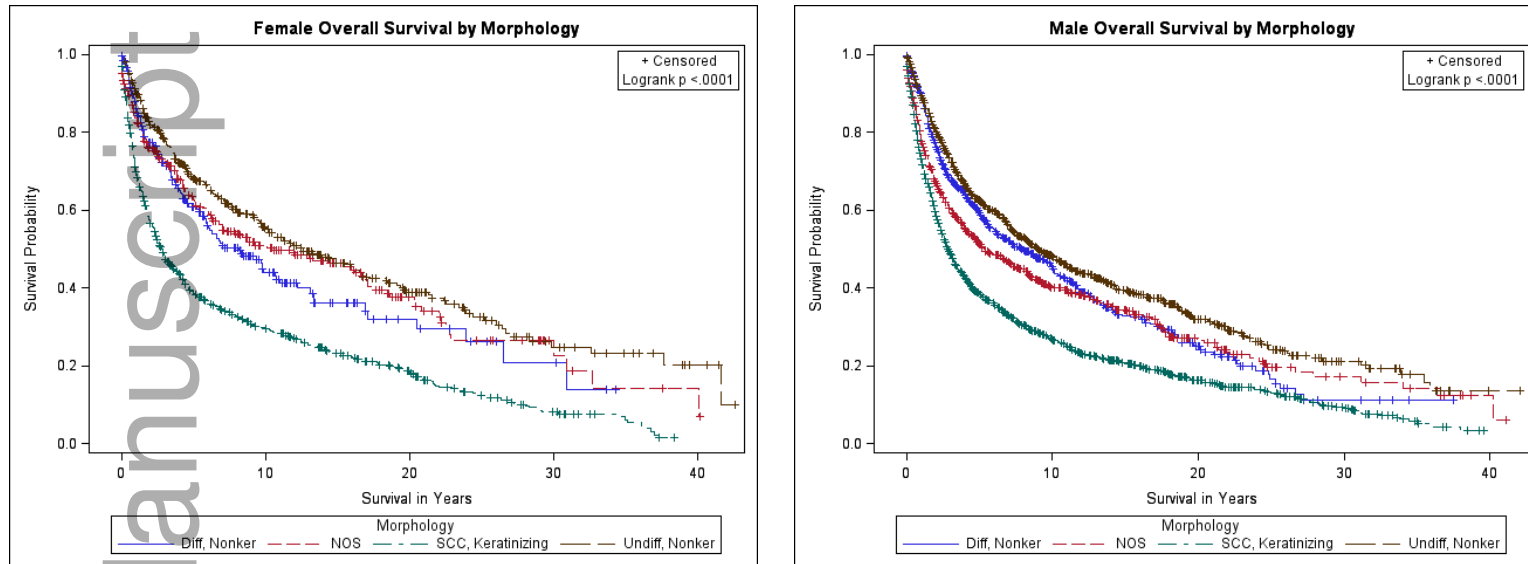 Female Overall Survival by Morphology
+ Censored
Logrank p <.0001
1.0
0.8
0.6
0.4
0.2
0.0
Survival Probability
0 10 20 30 40
Survival in Years
Morphology
Diff, Nonker NOS SCC, Keratinizing Undiff, Nonker
Male Overall Survival by Morphology
+ Censored
Logrank p <.0001
1.0
0.8
0.6
0.4
0.2
0.0
Survival Probability
0 10 20 30 40
Survival in Years
Morphology
Diff, Nonker NOS SCC, Keratinizing Undiff, Nonker
anuscript